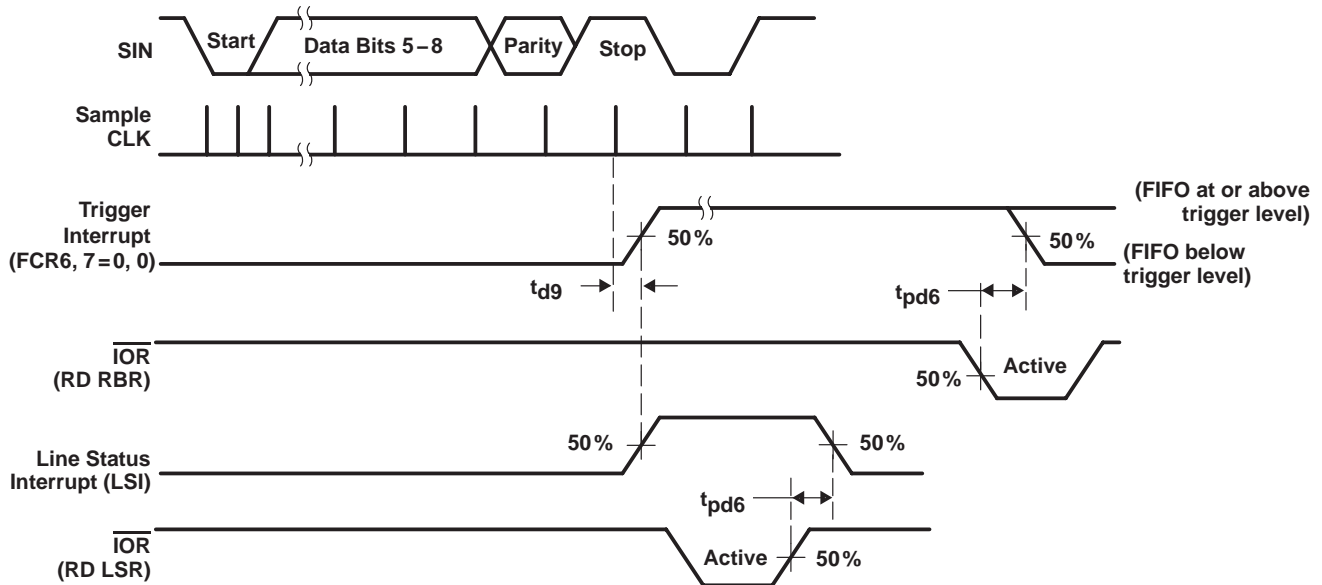 SIN
Start
Data Bits 5–8
Parity
Stop
Sample
CLK
Trigger
Interrupt
(FCR6, 7=0, 0)
50%
50%
(FIFO at or above
trigger level)
(FIFO below
trigger level)
td9
tpd6
IOR
(RD RBR)
50%
Active
Line Status
Interrupt (LSI)
50%
50%
tpd6
IOR
(RD LSR)
Active
50%